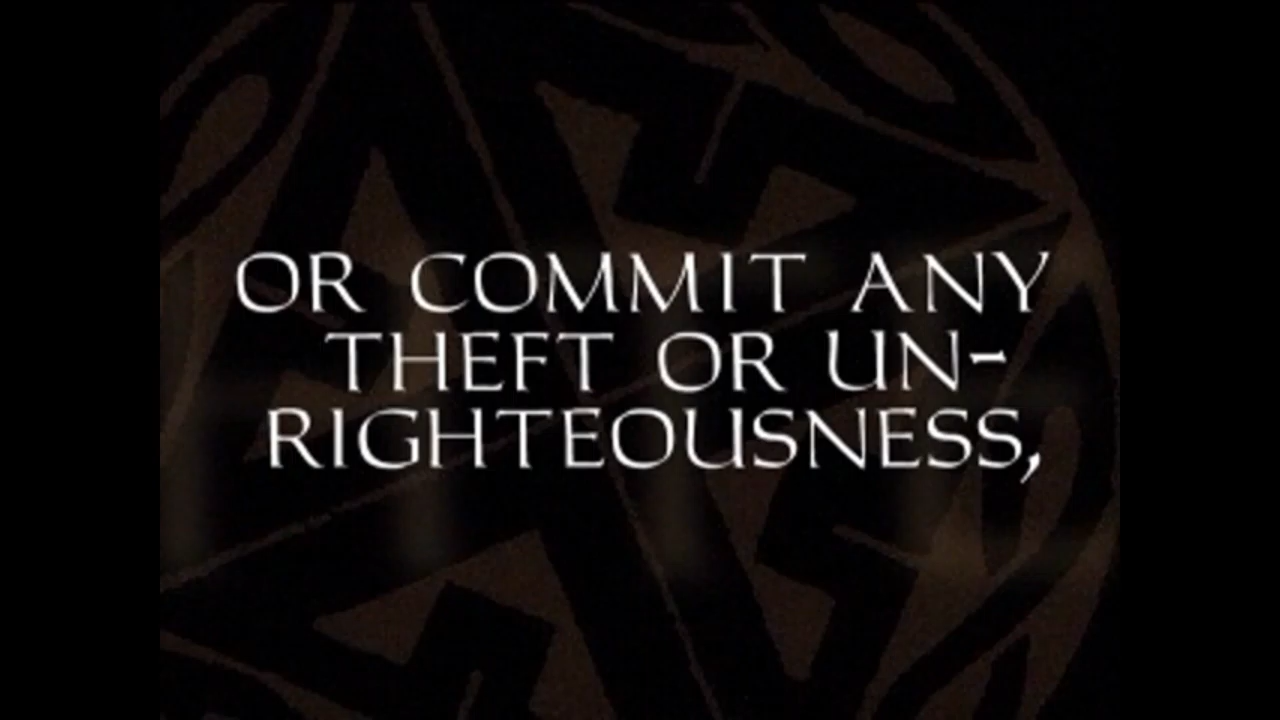 OR COMMIT ANY
THEFT OR UN-
RIGHTEOUSNESS,